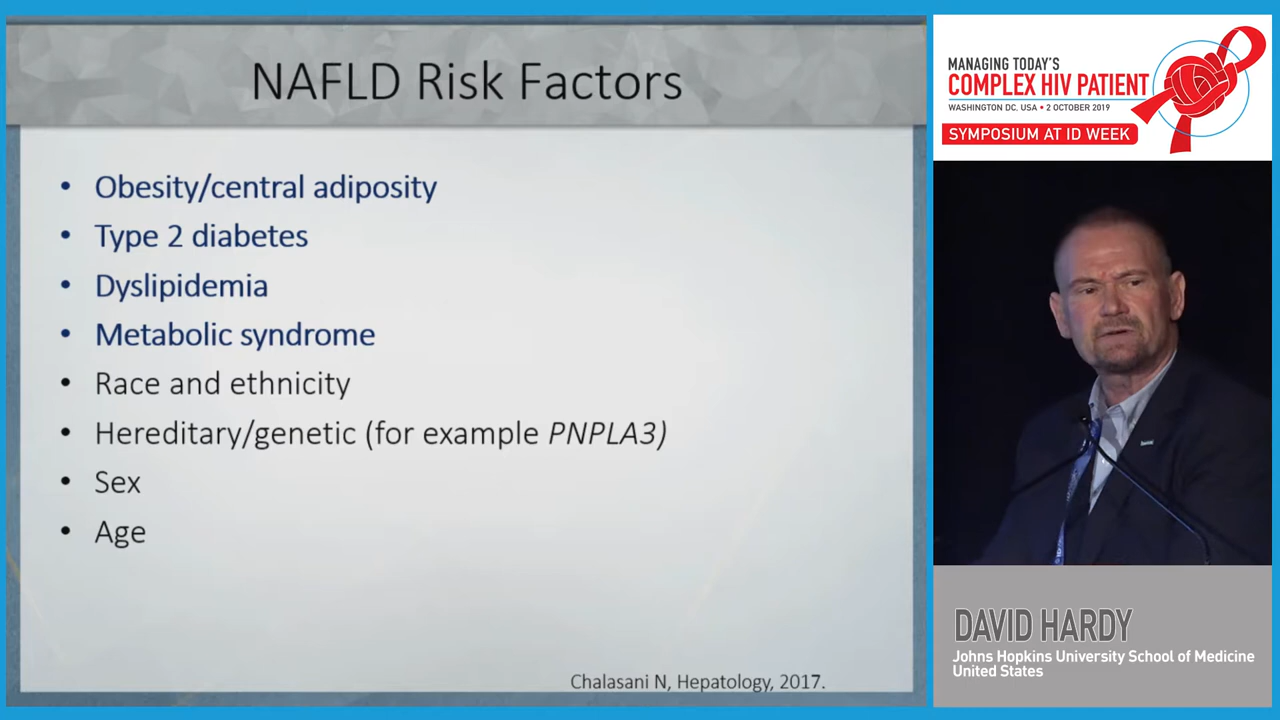 NAFLD Risk Factors
• Obesity/central adiposity
• Type 2 diabetes
• Dyslipidemia
• Metabolic syndrome
• Race and ethnicity
• Hereditary/genetic (for example PNPLA3)
• Sex
• Age
Chalasani N, Hepatology, 2017.
MANAGING TODAY'S
COMPLEX HIV PATIENT
WASHINGTON DC, USA • 2 OCTOBER 2019
SYMPOSIUM AT ID WEEK
DAVID HARDY
Johns Hopkins University School of Medicine
United States